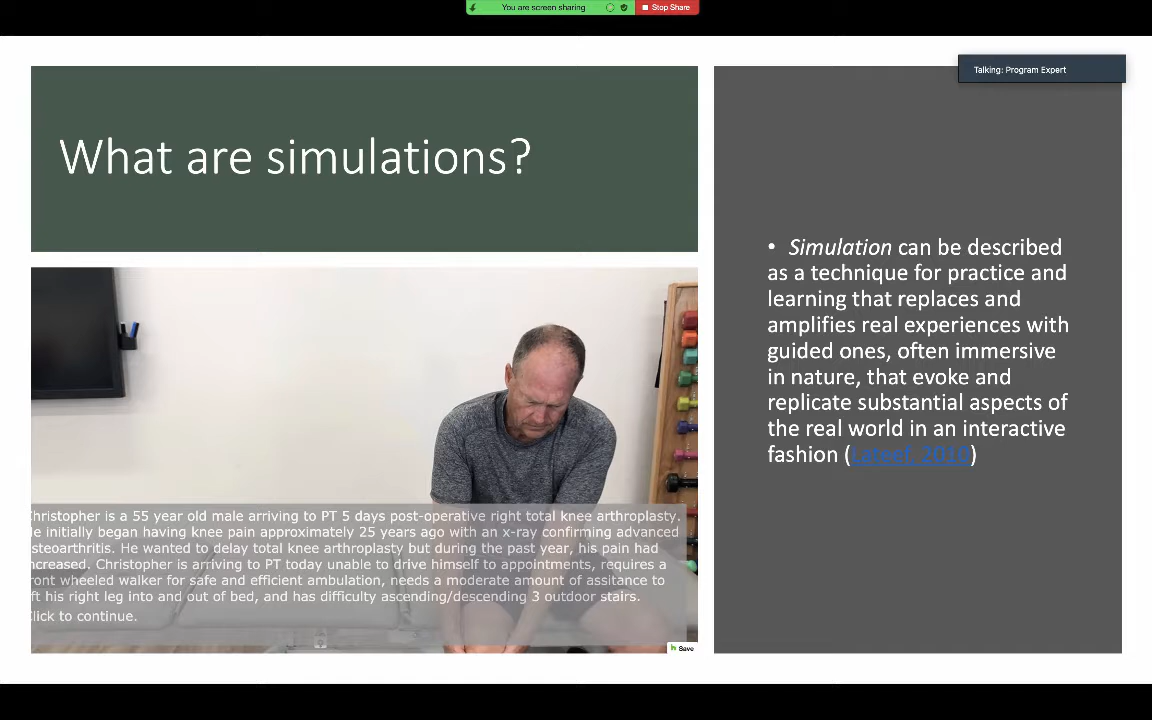 You are screen sharing
Stop Share
Talking: Program Expert
What are simulations?
• Simulation can be described
as a technique for practice and
learning that replaces and
amplifies real experiences with
guided ones, often immersive
in nature, that evoke and
replicate substantial aspects of
the real world in an interactive
fashion (Lateef, 2010)
hristopher is a 55 year old male arriving to PT 5 days post-operative right total knee arthroplasty.
e initially began having knee pain approximately 25 years ago with an x-ray confirming advanced
steoarthritis. He wanted to delay total knee arthroplasty but during the past year, his pain had
ncreased. Christopher is arriving to PT today unable to drive himself to appointments, requires a
ront wheeled walker for safe and efficient ambulation, needs a moderate amount of assitance to
ft his right leg into and out of bed, and has difficulty ascending/descending 3 outdoor stairs.
lick to continue.
Save